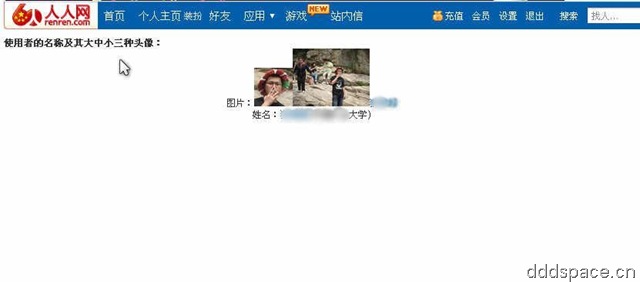 人人网 renren.com 首页 个人主页 装扮 好友 应用 游戏 NEW 站内信 充值 会员 设置 退出 搜索 找人...
使用者的名称及其大中小三种头像：
图片：
姓名： 大学)
dddspace.cn